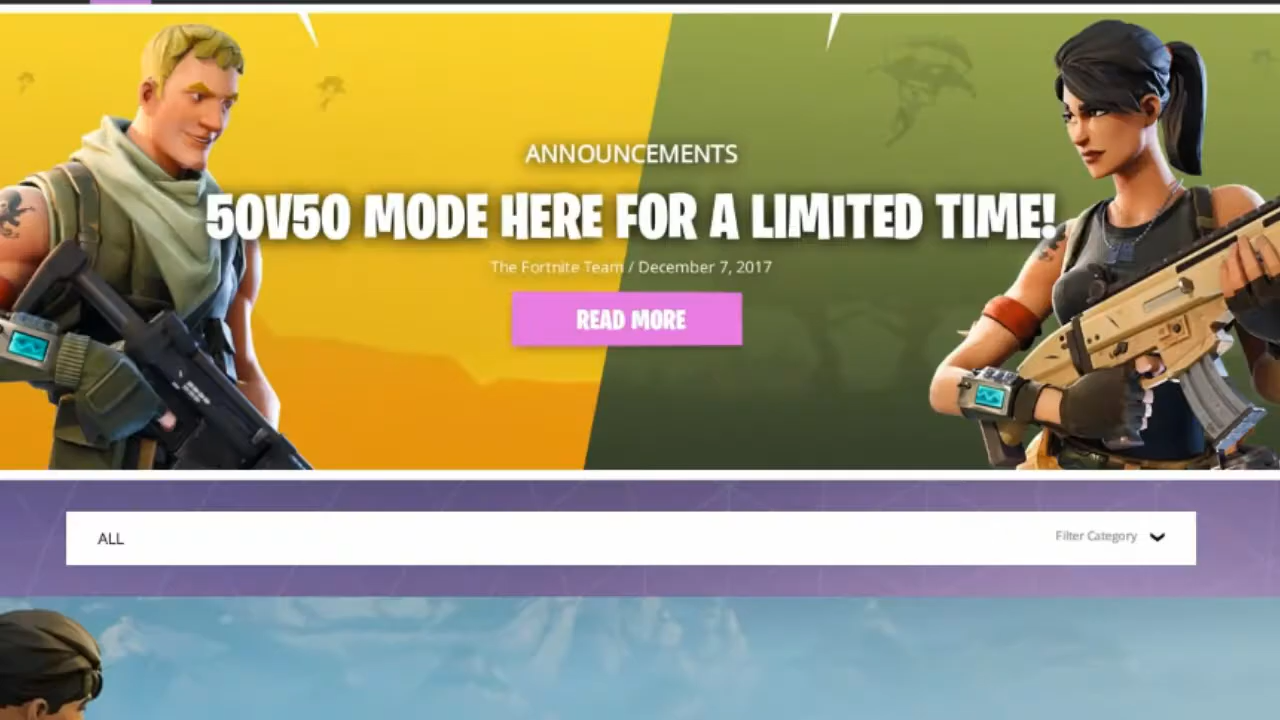 ANNOUNCEMENTS
50V50 MODE HERE FOR A LIMITED TIME!
The Fortnite Team / December 7, 2017
READ MORE
ALL
Filter Category